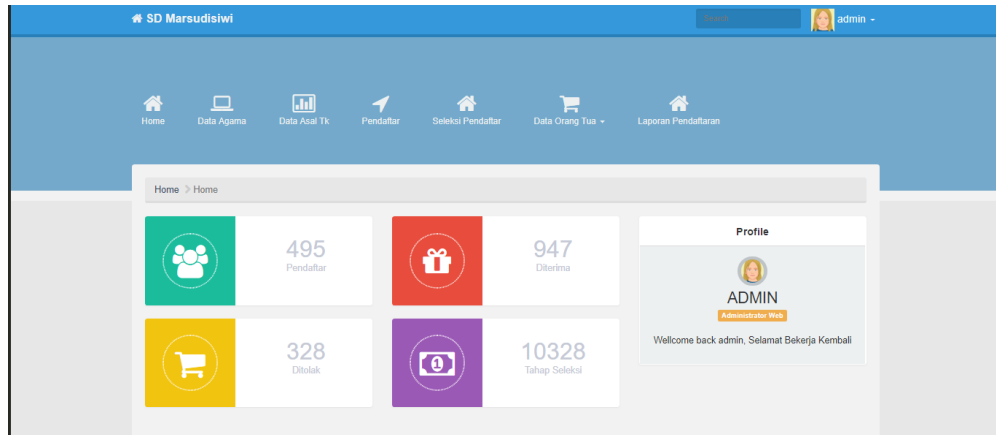 SD Marsudisiwi
Search
admin
Home
Data Agama
Data Asal Tk
Pendaftar
Seleksi Pendaftar
Data Orang Tua
Laporan Pendaftaran
Home > Home
495
Pendaftar
947
Diterima
328
Ditolak
10328
Tahap Seleksi
Profile
ADMIN
Administrator Web
Wellcome back admin, Selamat Bekerja Kembali